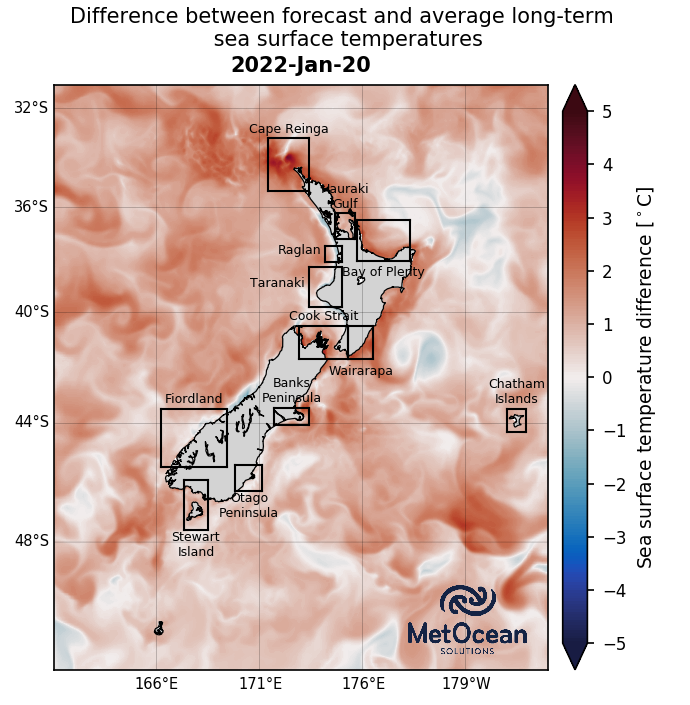 Difference between forecast and average long-term
sea surface temperatures
2022-Jan-20
32°S
36°S
40°S
44°S
48°S
Cape Reinga
Hauraki
Gulf
Raglan
Bay of Plenty
Taranaki
Cook Strait
Wairarapa
Banks
Peninsula
Fiordland
Chatham
Islands
Otago
Peninsula
Stewart
Island
MetOcean
SOLUTIONS
166°E
171°E
176°E
179°W
5
4
3
2
1
0
−1
−2
−3
−4
−5
Sea surface temperature difference [°C]